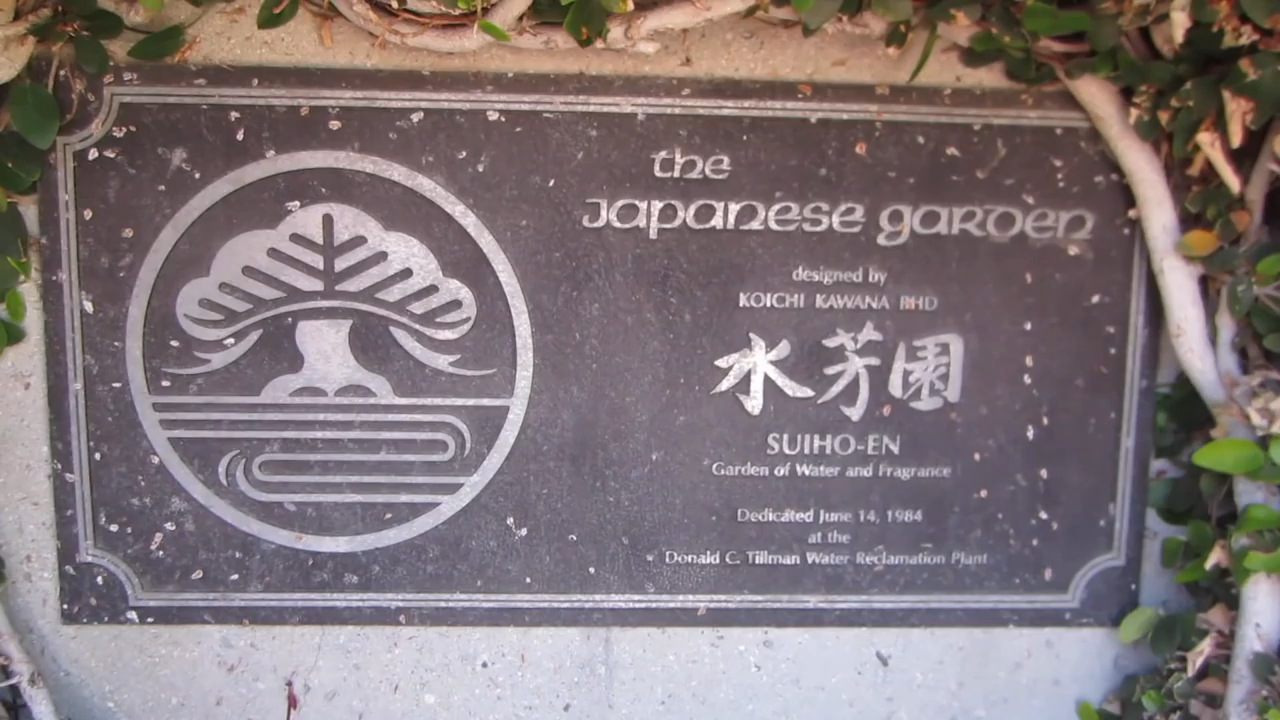 the
Japanese garden
designed by
KOICHI KAWANA PHD
水芳園
SUIHO-EN
Garden of Water and Fragrance
Dedicated June 14, 1984
at the
Donald C. Tillman Water Reclamation Plant